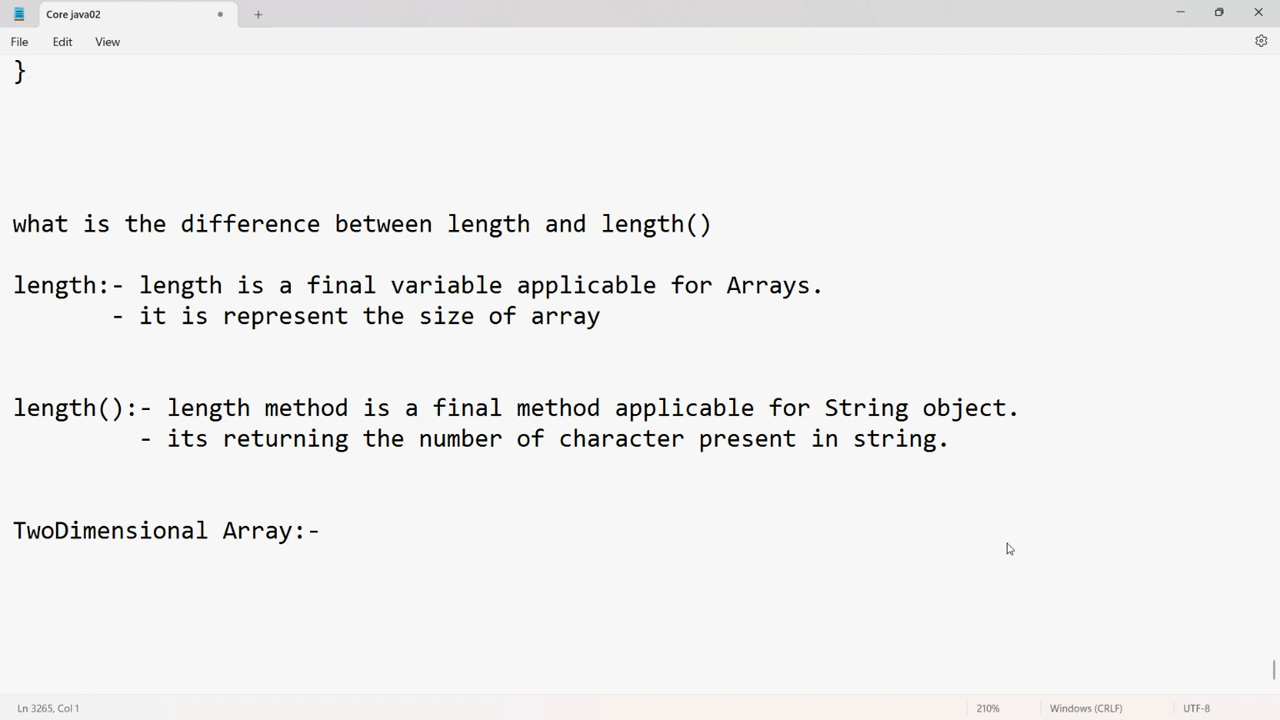 Core java02
File Edit View
}
what is the difference between length and length()
length:- length is a final variable applicable for Arrays.
- it is represent the size of array
length():- length method is a final method applicable for String object.
- its returning the number of character present in string.
TwoDimensional Array:-
Ln 3265, Col 1 210% Windows (CRLF) UTF-8